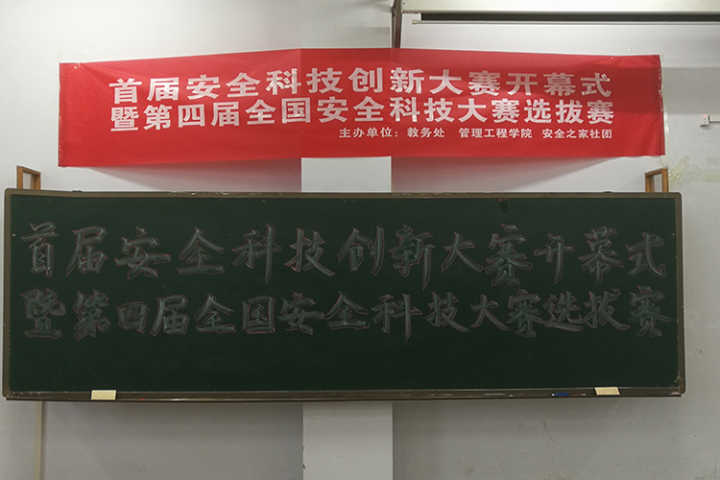 首届安全科技创新大赛开幕式
暨第四届全国安全科技大赛选拔赛
主办单位：教务处 管理工程学院 安全之家社团
首届安全科技创新大赛开幕式
暨第四届全国安全科技大赛选拔赛